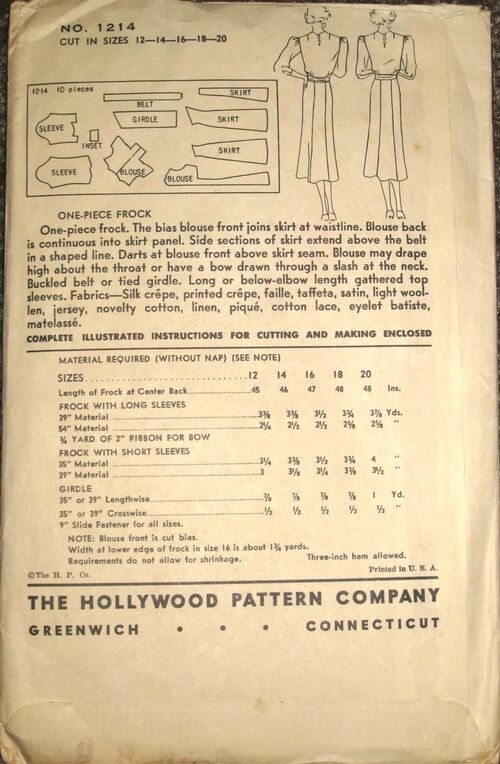 NO. 1214
CUT IN SIZES 12—14—16—18—20
1214 10 pieces
BELT
SKIRT
SLEEVE
INSET
GIRDLE
SKIRT
SKIRT
SLEEVE
BLOUSE
BLOUSE
ONE-PIECE FROCK
One-piece frock. The bias blouse front joins skirt at waistline. Blouse back
is continuous into skirt panel. Side sections of skirt extend above the belt
in a shaped line. Darts at blouse front above skirt seam. Blouse may drape
high about the throat or have a bow drawn through a slash at the neck.
Buckled belt or tied girdle. Long or below-elbow length gathered top
sleeves. Fabrics—Silk crêpe, printed crêpe, faille, taffeta, satin, light wool-
len, jersey, novelty cotton, linen, piqué, cotton lace, eyelet batiste,
matelassé.
COMPLETE ILLUSTRATED INSTRUCTIONS FOR CUTTING AND MAKING ENCLOSED
MATERIAL REQUIRED (WITHOUT NAP) (SEE NOTE)
SIZES 12 14 16 18 20
Length of Frock at Center Back 45 46 47 48 48 Ins.
FROCK WITH LONG SLEEVES
39" Material 3⅜ 3⅜ 3½ 3¾ 3⅞ Yds.
54" Material 2¼ 2½ 2½ 2⅝ 2⅝ "
¾ YARD OF 2" RIBBON FOR BOW
FROCK WITH SHORT SLEEVES
35" Material 3¼ 3⅜ 3½ 3¾ 4 "
39" Material 3 3⅛ 3¼ 3⅜ 3½ "
GIRDLE
35" or 39" Lengthwise ⅞ ⅞ ⅞ ⅞ 1 Yd.
35" or 39" Crosswise ½ ½ ½ ½ ½ "
9" Slide Fastener for all sizes.
NOTE: Blouse front is cut bias.
Width at lower edge of frock in size 16 is about 1¾ yards.
Requirements do not allow for shrinkage. Three-inch hem allowed.
©The H. P. Co. Printed in U. S. A.
THE HOLLYWOOD PATTERN COMPANY
GREENWICH • • • CONNECTICUT